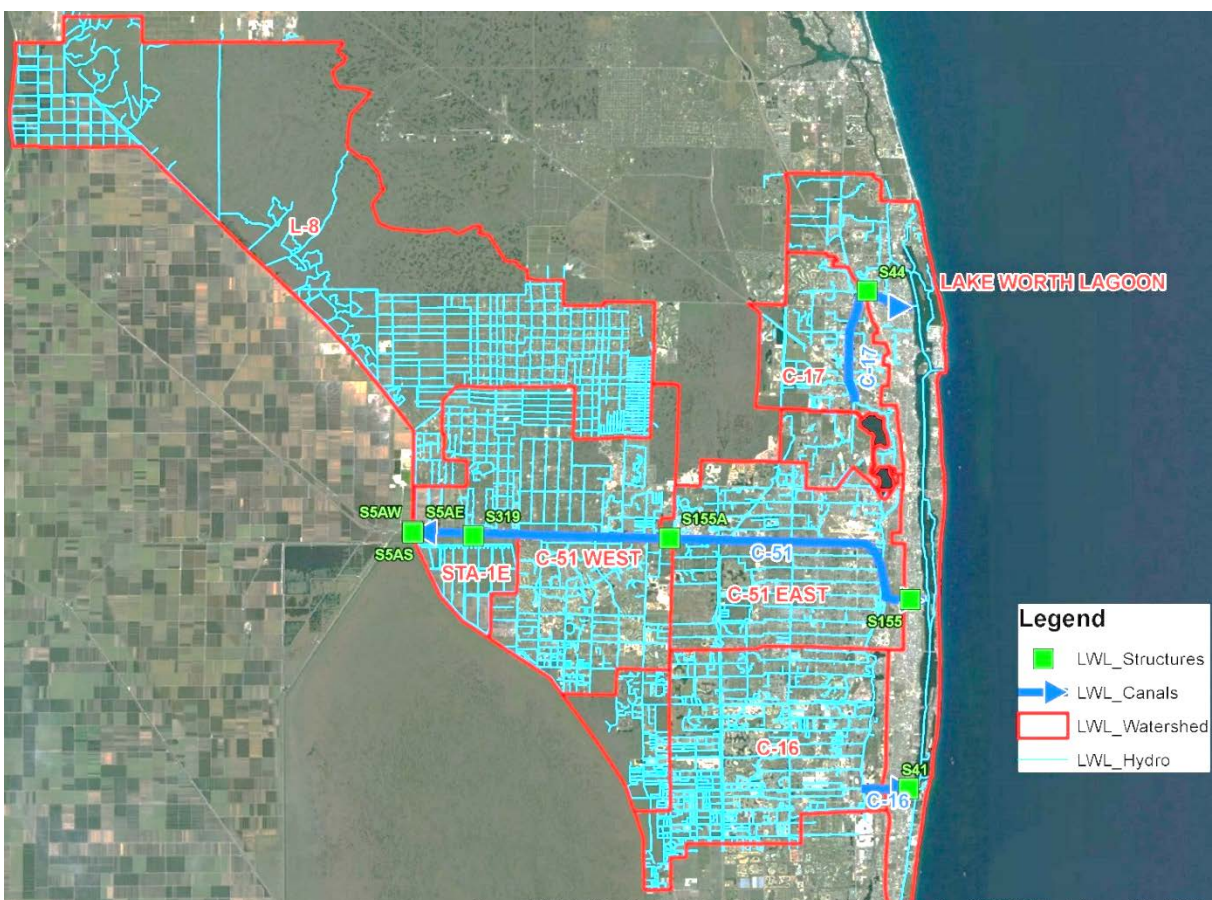 L-8
S44
LAKE WORTH LAGOON
C-17
C-17
S5AW
S5AE
S319
S155A
S5AS
C-51 WEST
C-51
STA-1E
C-51 EAST
S155
Legend
LWL_Structures
LWL_Canals
LWL_Watershed
LWL_Hydro
C-16
S41
C-16